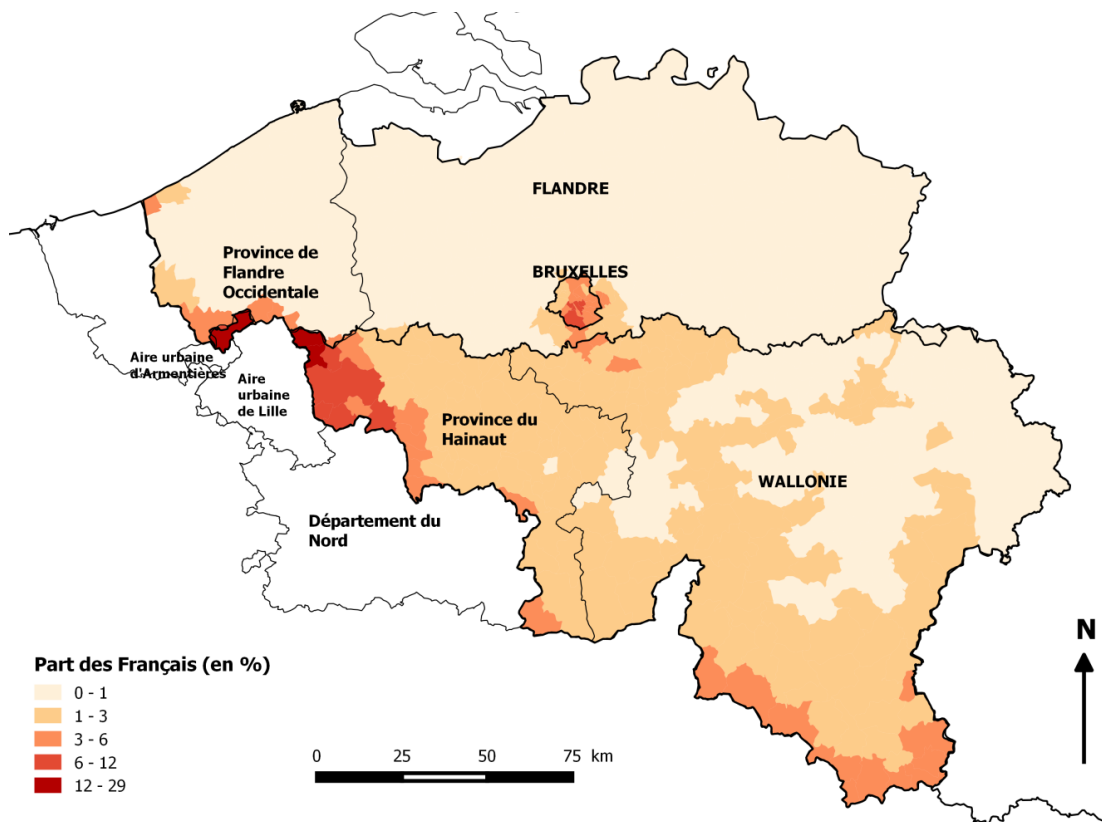 FLANDRE
Province de
Flandre
Occidentale
BRUXELLES
Aire urbaine
d'Armentières
Aire
urbaine
de Lille
Province du
Hainaut
WALLONIE
Département du
Nord
N
Part des Français (en %)
0 - 1
1 - 3
3 - 6
6 - 12
12 - 29
0 25 50 75 km